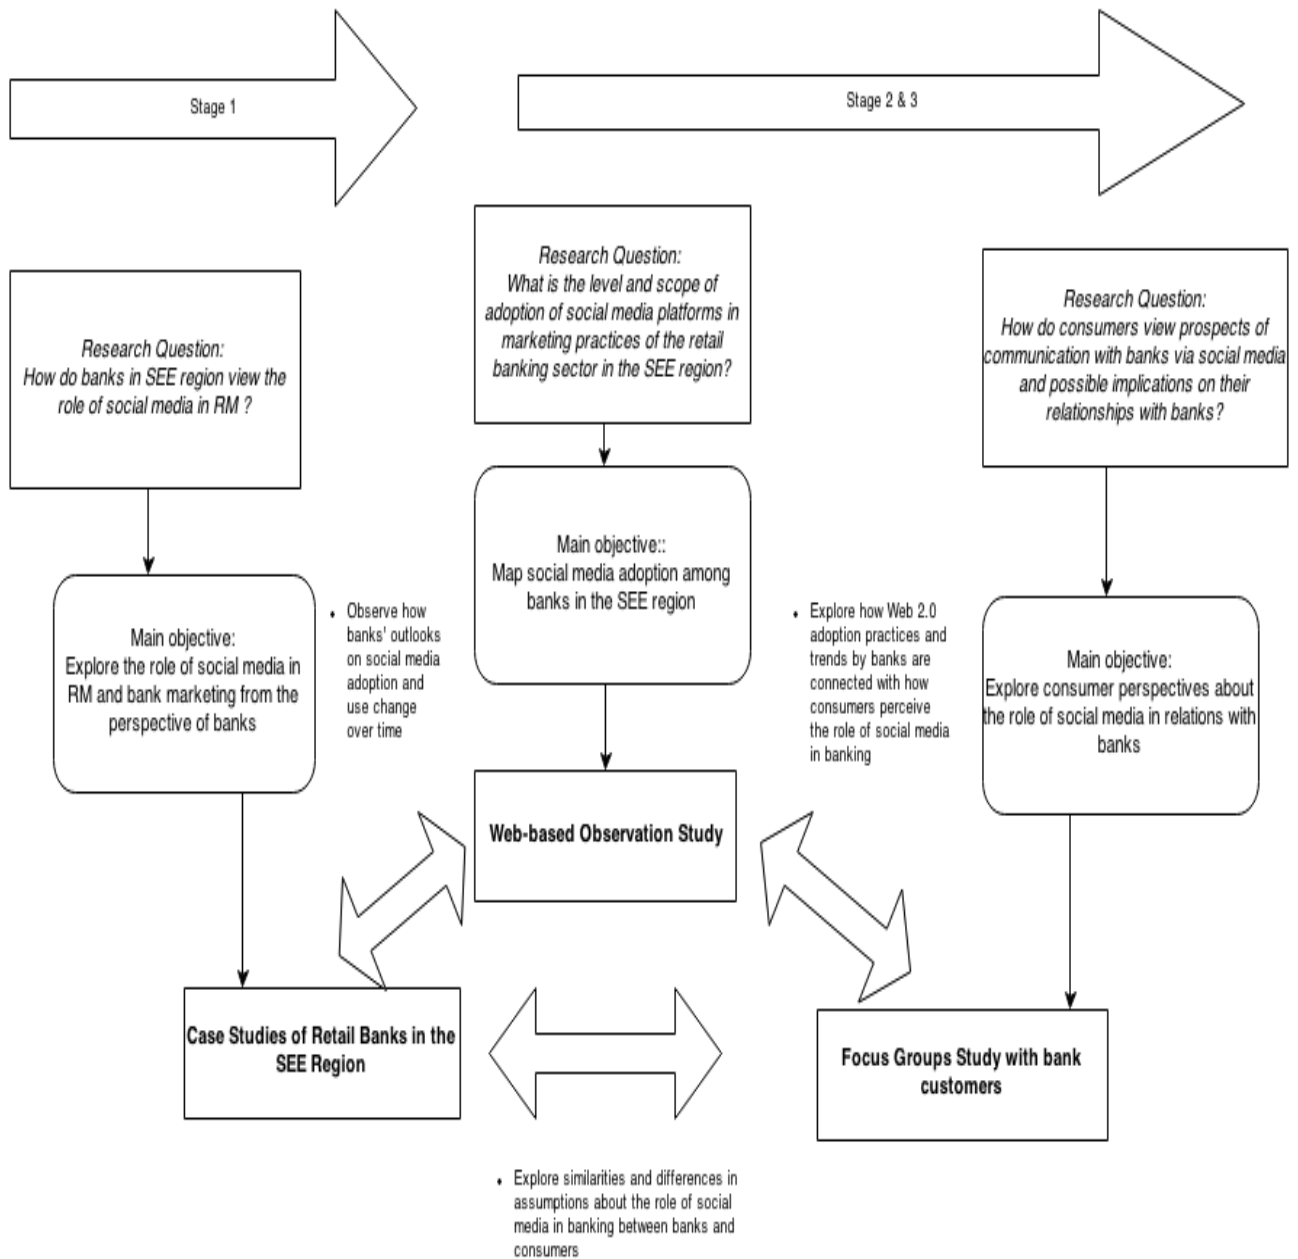 Stage 1
Stage 2 & 3
Research Question:
How do banks in SEE region view the
role of social media in RM ?
Research Question:
What is the level and scope of
adoption of social media platforms in
marketing practices of the retail
banking sector in the SEE region?
Research Question:
How do consumers view prospects of
communication with banks via social media
and possible implications on their
relationships with banks?
Main objective:
Explore the role of social media in
RM and bank marketing from the
perspective of banks
• Observe how
banks' outlooks
on social media
adoption and
use change
over time
Main objective::
Map social media adoption among
banks in the SEE region
• Explore how Web 2.0
adoption practices and
trends by banks are
connected with how
consumers perceive
the role of social media
in banking
Main objective:
Explore consumer perspectives about
the role of social media in relations with
banks
Web-based Observation Study
Case Studies of Retail Banks in the
SEE Region
Focus Groups Study with bank
customers
• Explore similarities and differences in
assumptions about the role of social
media in banking between banks and
consumers